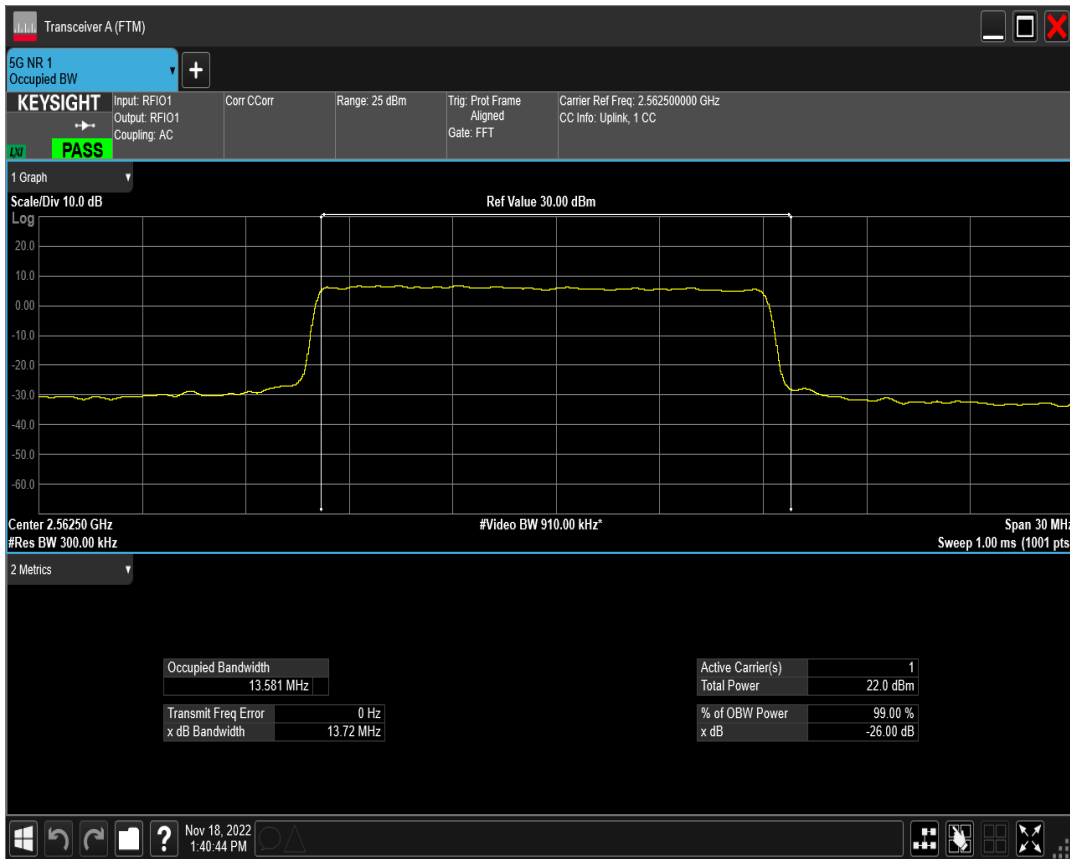 Transceiver A (FTM)
5G NR 1
Occupied BW
+
KEYSIGHT
LXI
PASS
Input: RFIO1
Output: RFIO1
Coupling: AC
Corr CCorr
Range: 25 dBm
Trig: Prot Frame
Aligned
Gate: FFT
Carrier Ref Freq: 2.562500000 GHz
CC Info: Uplink, 1 CC
1 Graph
Scale/Div 10.0 dB
Ref Value 30.00 dBm
Log
20.0
10.0
0.00
-10.0
-20.0
-30.0
-40.0
-50.0
-60.0
Center 2.56250 GHz
#Video BW 910.00 kHz*
Span 30 MHz
#Res BW 300.00 kHz
Sweep 1.00 ms (1001 pts
2 Metrics
Occupied Bandwidth
13.581 MHz
Transmit Freq Error 0 Hz
x dB Bandwidth 13.72 MHz
Active Carrier(s) 1
Total Power 22.0 dBm
% of OBW Power 99.00 %
x dB -26.00 dB
?
Nov 18, 2022
1:40:44 PM